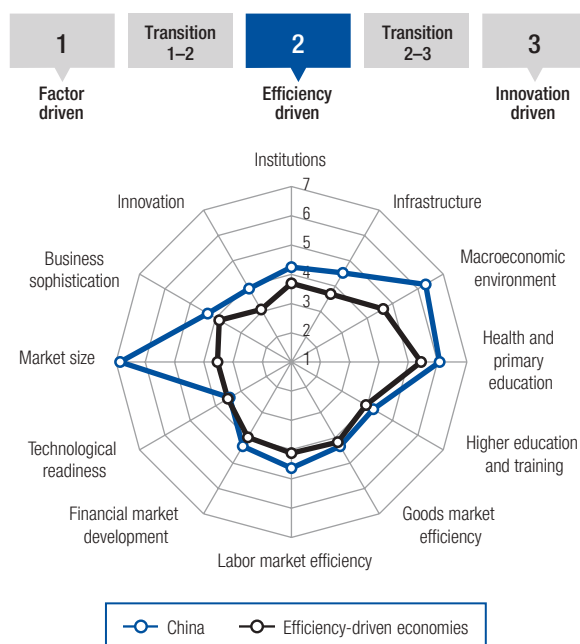 1
Transition
1–2
2
Transition
2–3
3
Factor
driven
Efficiency
driven
Innovation
driven
Institutions
Infrastructure
Macroeconomic
environment
Health and
primary
education
Higher education
and training
Goods market
efficiency
Labor market efficiency
Financial market
development
Technological
readiness
Market size
Business
sophistication
Innovation
7
6
5
4
3
2
1
China
Efficiency-driven economies